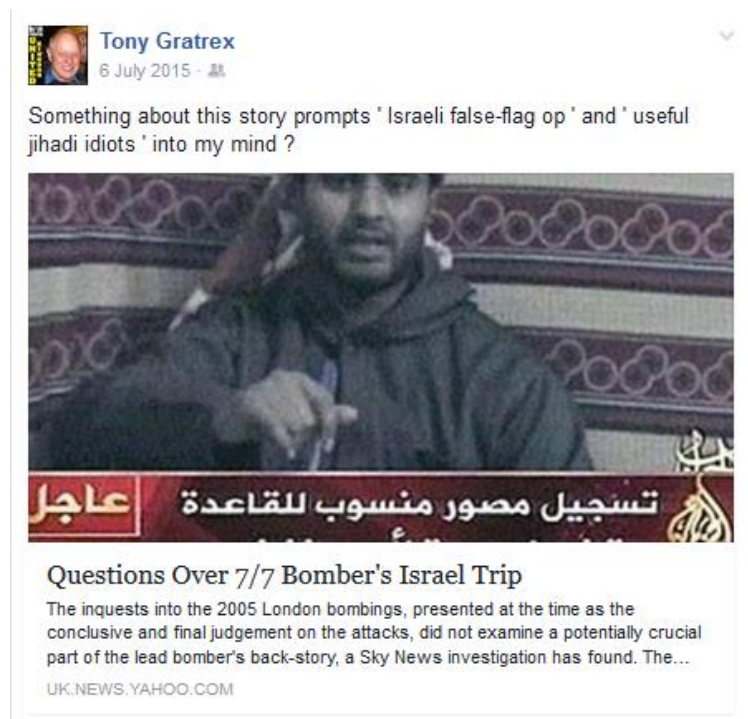 Tony Gratrex
6 July 2015 ·
Something about this story prompts ' Israeli false-flag op ' and ' useful
jihadi idiots ' into my mind ?
عاجل
تسجيل مصور منسوب للقاعدة
Questions Over 7/7 Bomber's Israel Trip
The inquests into the 2005 London bombings, presented at the time as the
conclusive and final judgement on the attacks, did not examine a potentially crucial
part of the lead bomber's back-story, a Sky News investigation has found. The...
UK.NEWS.YAHOO.COM